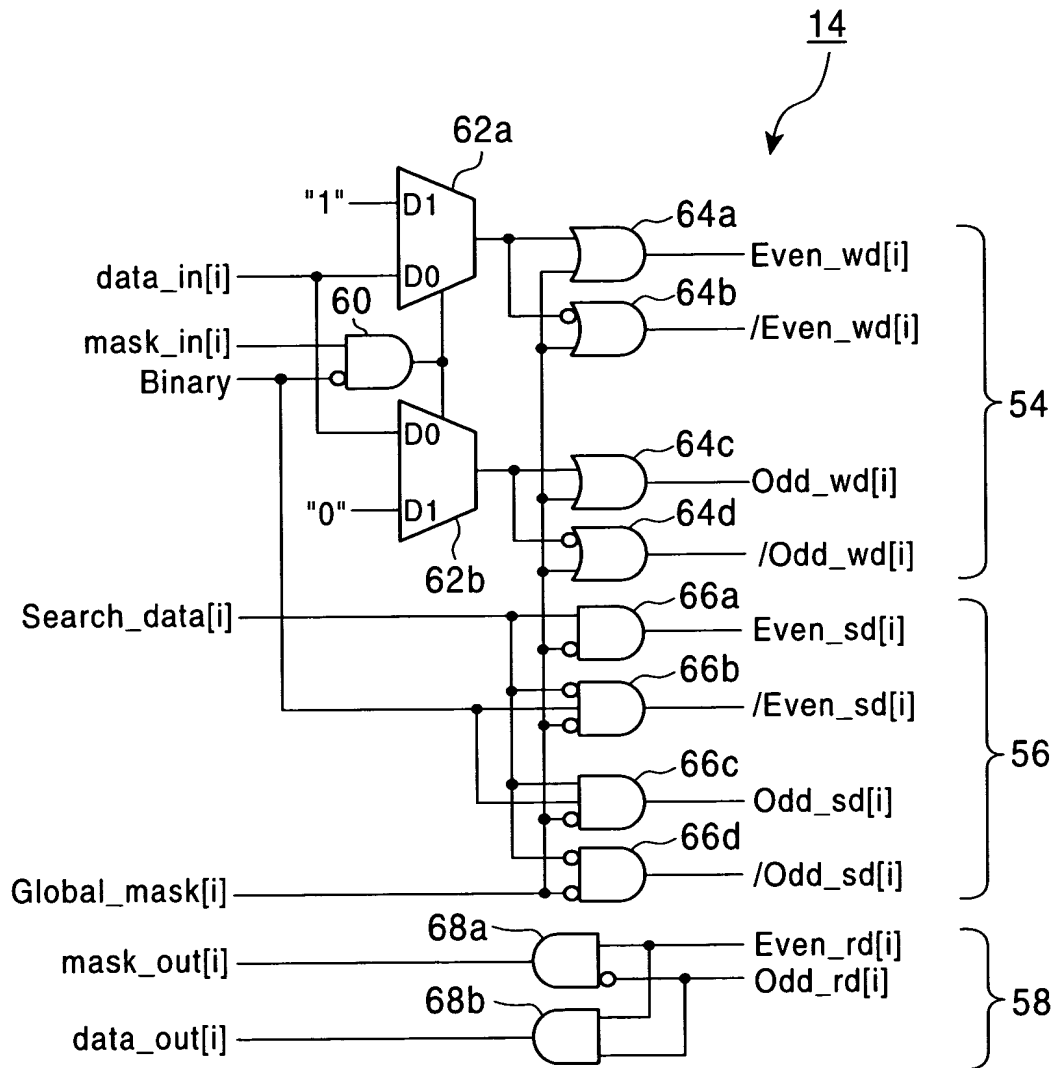 14
62a
"1"
D1
64a
Even_wd[i]
data_in[i]
D0
60
64b
/Even_wd[i]
mask_in[i]
Binary
54
D0
64c
Odd_wd[i]
"0"
D1
64d
/Odd_wd[i]
62b
66a
Search_data[i]
Even_sd[i]
66b
/Even_sd[i]
56
66c
Odd_sd[i]
66d
/Odd_sd[i]
Global_mask[i]
68a
Even_rd[i]
mask_out[i]
Odd_rd[i]
68b
58
data_out[i]